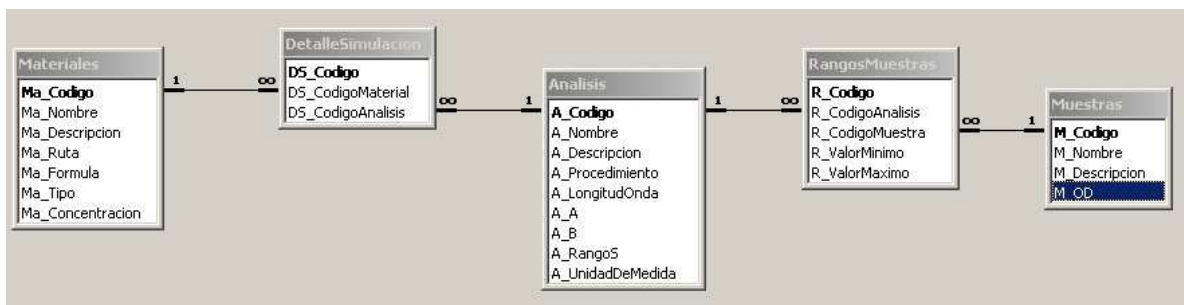 Materiales
Ma_Codigo
Ma_Nombre
Ma_Descripcion
Ma_Ruta
Ma_Formula
Ma_Tipo
Ma_Concentracion
1
∞
DetalleSimulacion
DS_Codigo
DS_CodigoMaterial
DS_CodigoAnalisis
∞
1
Analisis
A_Codigo
A_Nombre
A_Descripcion
A_Procedimiento
A_LongitudOnda
A_A
A_B
A_RangoS
A_UnidadDeMedida
1
∞
RangosMuestras
R_Codigo
R_CodigoAnalisis
R_CodigoMuestra
R_ValorMinimo
R_ValorMaximo
∞
1
Muestras
M_Codigo
M_Nombre
M_Descripcion
M_OD